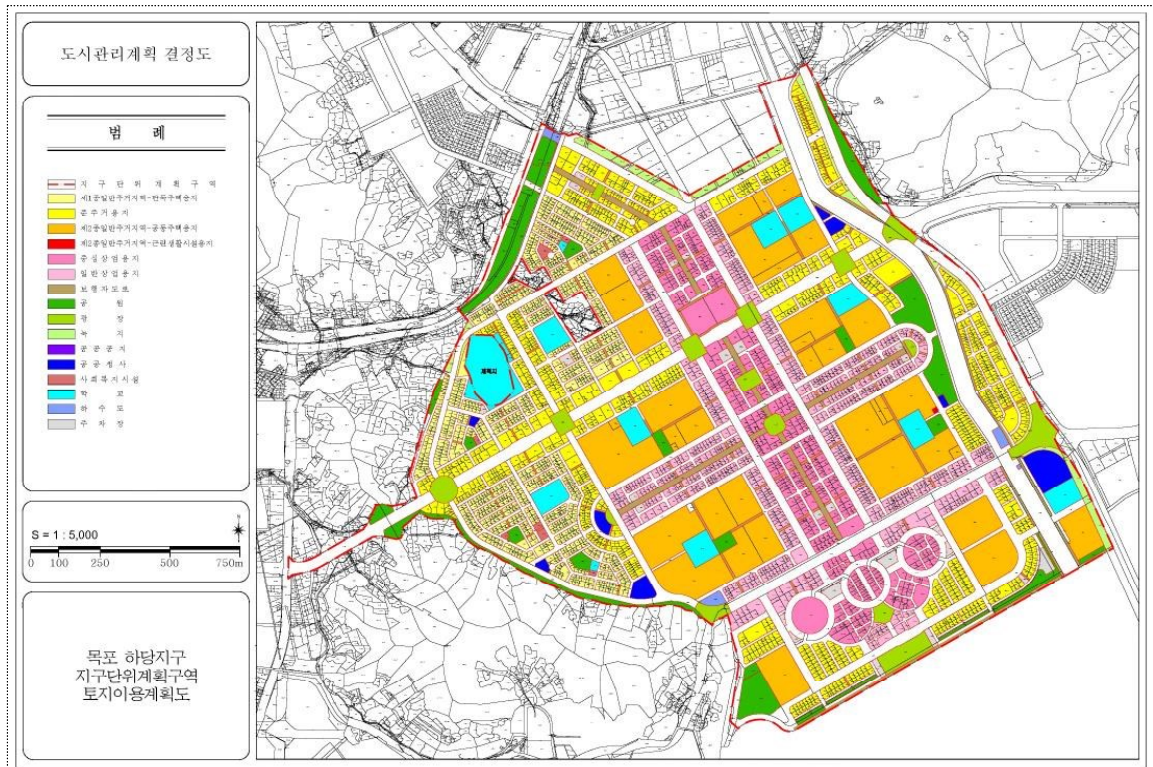 도시관리계획 결정도
범 례
지구단위계획구역
제1종일반주거지역-단독주택용지
준주거용지
제2종일반주거지역-공동주택용지
제2종일반주거지역-근린생활시설용지
중심상업용지
일반상업용지
보행자도로
공 원
광 장
녹 지
공공공지
공공청사
사회복지시설
학 교
하 수 도
주 차 장
S = 1 : 5,000
0 100 250 500 750m
목포 하당지구
지구단위계획구역
토지이용계획도